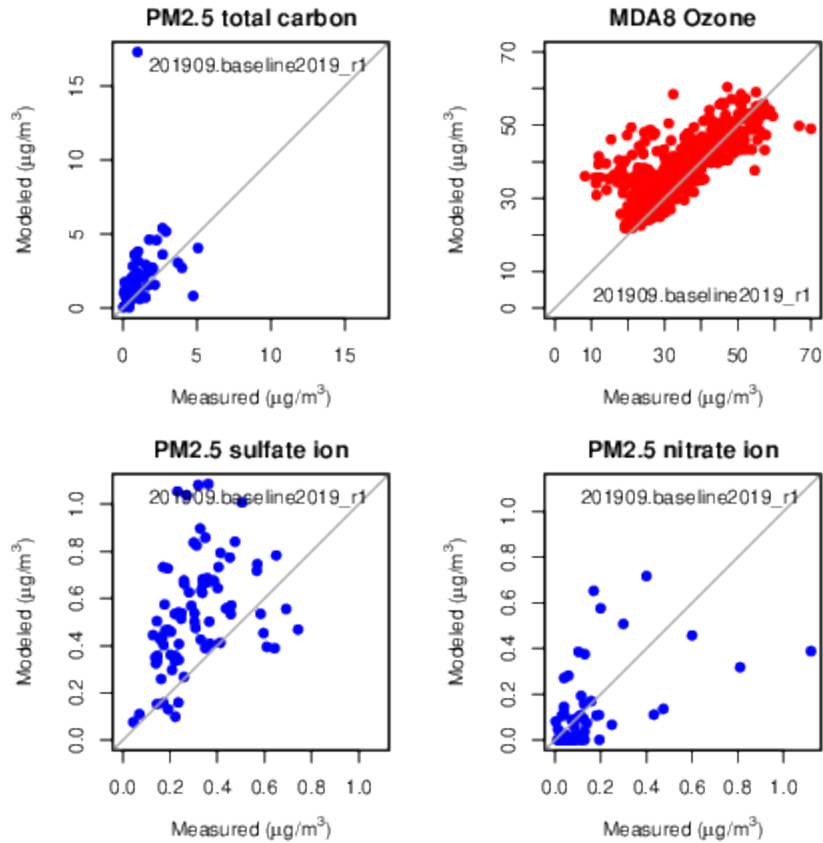 PM2.5 total carbon
201909.baseline2019_r1
15
10
5
0
Modeled (μg/m3)
0 5 10 15
Measured (μg/m3)
MDA8 Ozone
70
50
30
10
0
Modeled (μg/m3)
201909.baseline2019_r1
0 10 30 50 70
Measured (μg/m3)
PM2.5 sulfate ion
201909.baseline2019_r1
1.0
0.8
0.6
0.4
0.2
0.0
Modeled (μg/m3)
0.0 0.2 0.4 0.6 0.8 1.0
Measured (μg/m3)
PM2.5 nitrate ion
201909.baseline2019_r1
1.0
0.8
0.6
0.4
0.2
0.0
Modeled (μg/m3)
0.0 0.2 0.4 0.6 0.8 1.0
Measured (μg/m3)